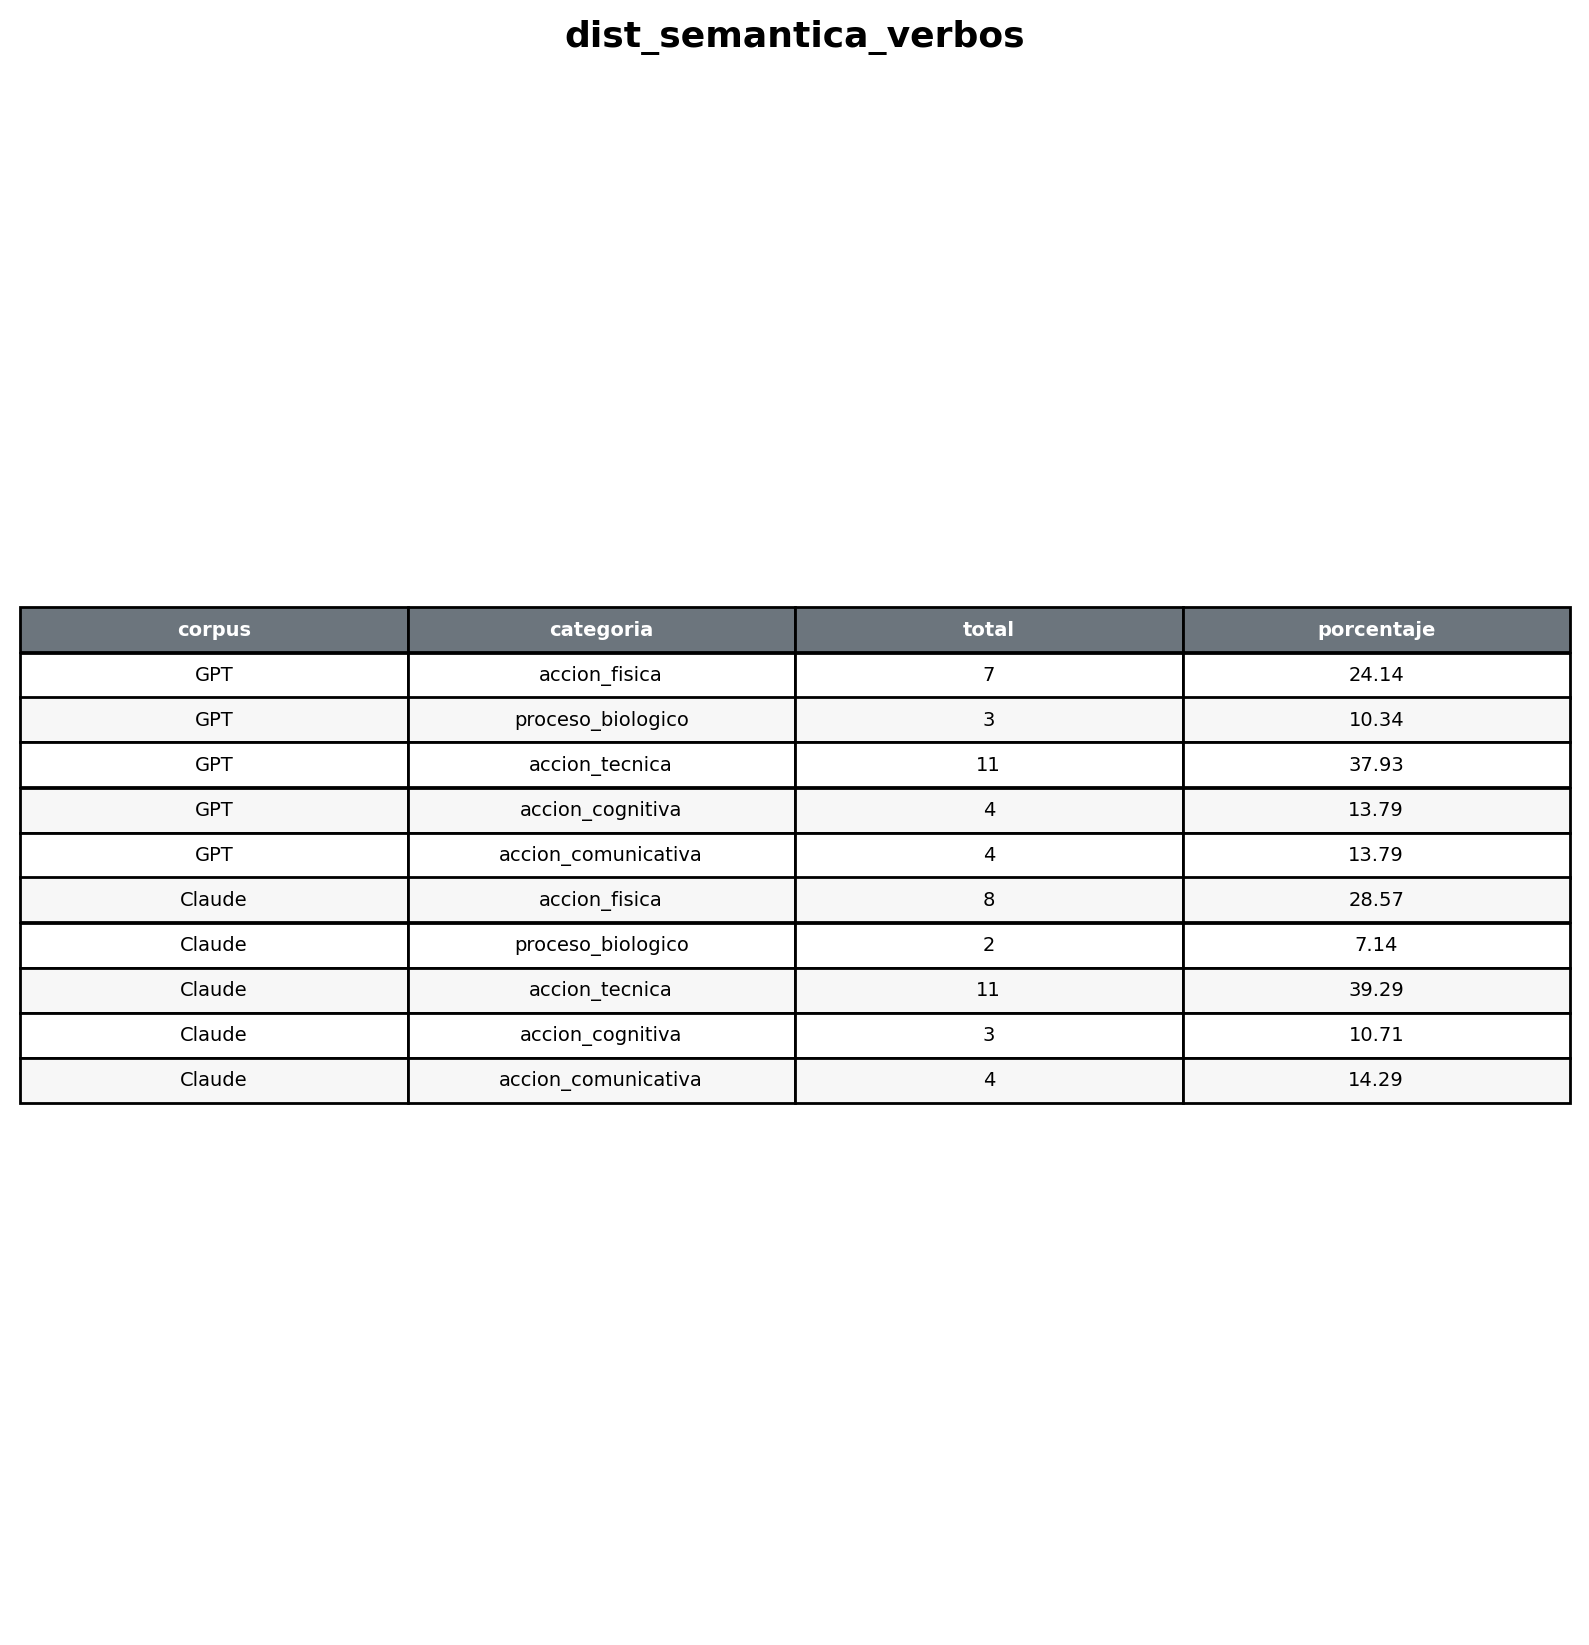 dist_semantica_verbos
corpus categoria total porcentaje
GPT accion_fisica 7 24.14
GPT proceso_biologico 3 10.34
GPT accion_tecnica 11 37.93
GPT accion_cognitiva 4 13.79
GPT accion_comunicativa 4 13.79
Claude accion_fisica 8 28.57
Claude proceso_biologico 2 7.14
Claude accion_tecnica 11 39.29
Claude accion_cognitiva 3 10.71
Claude accion_comunicativa 4 14.29